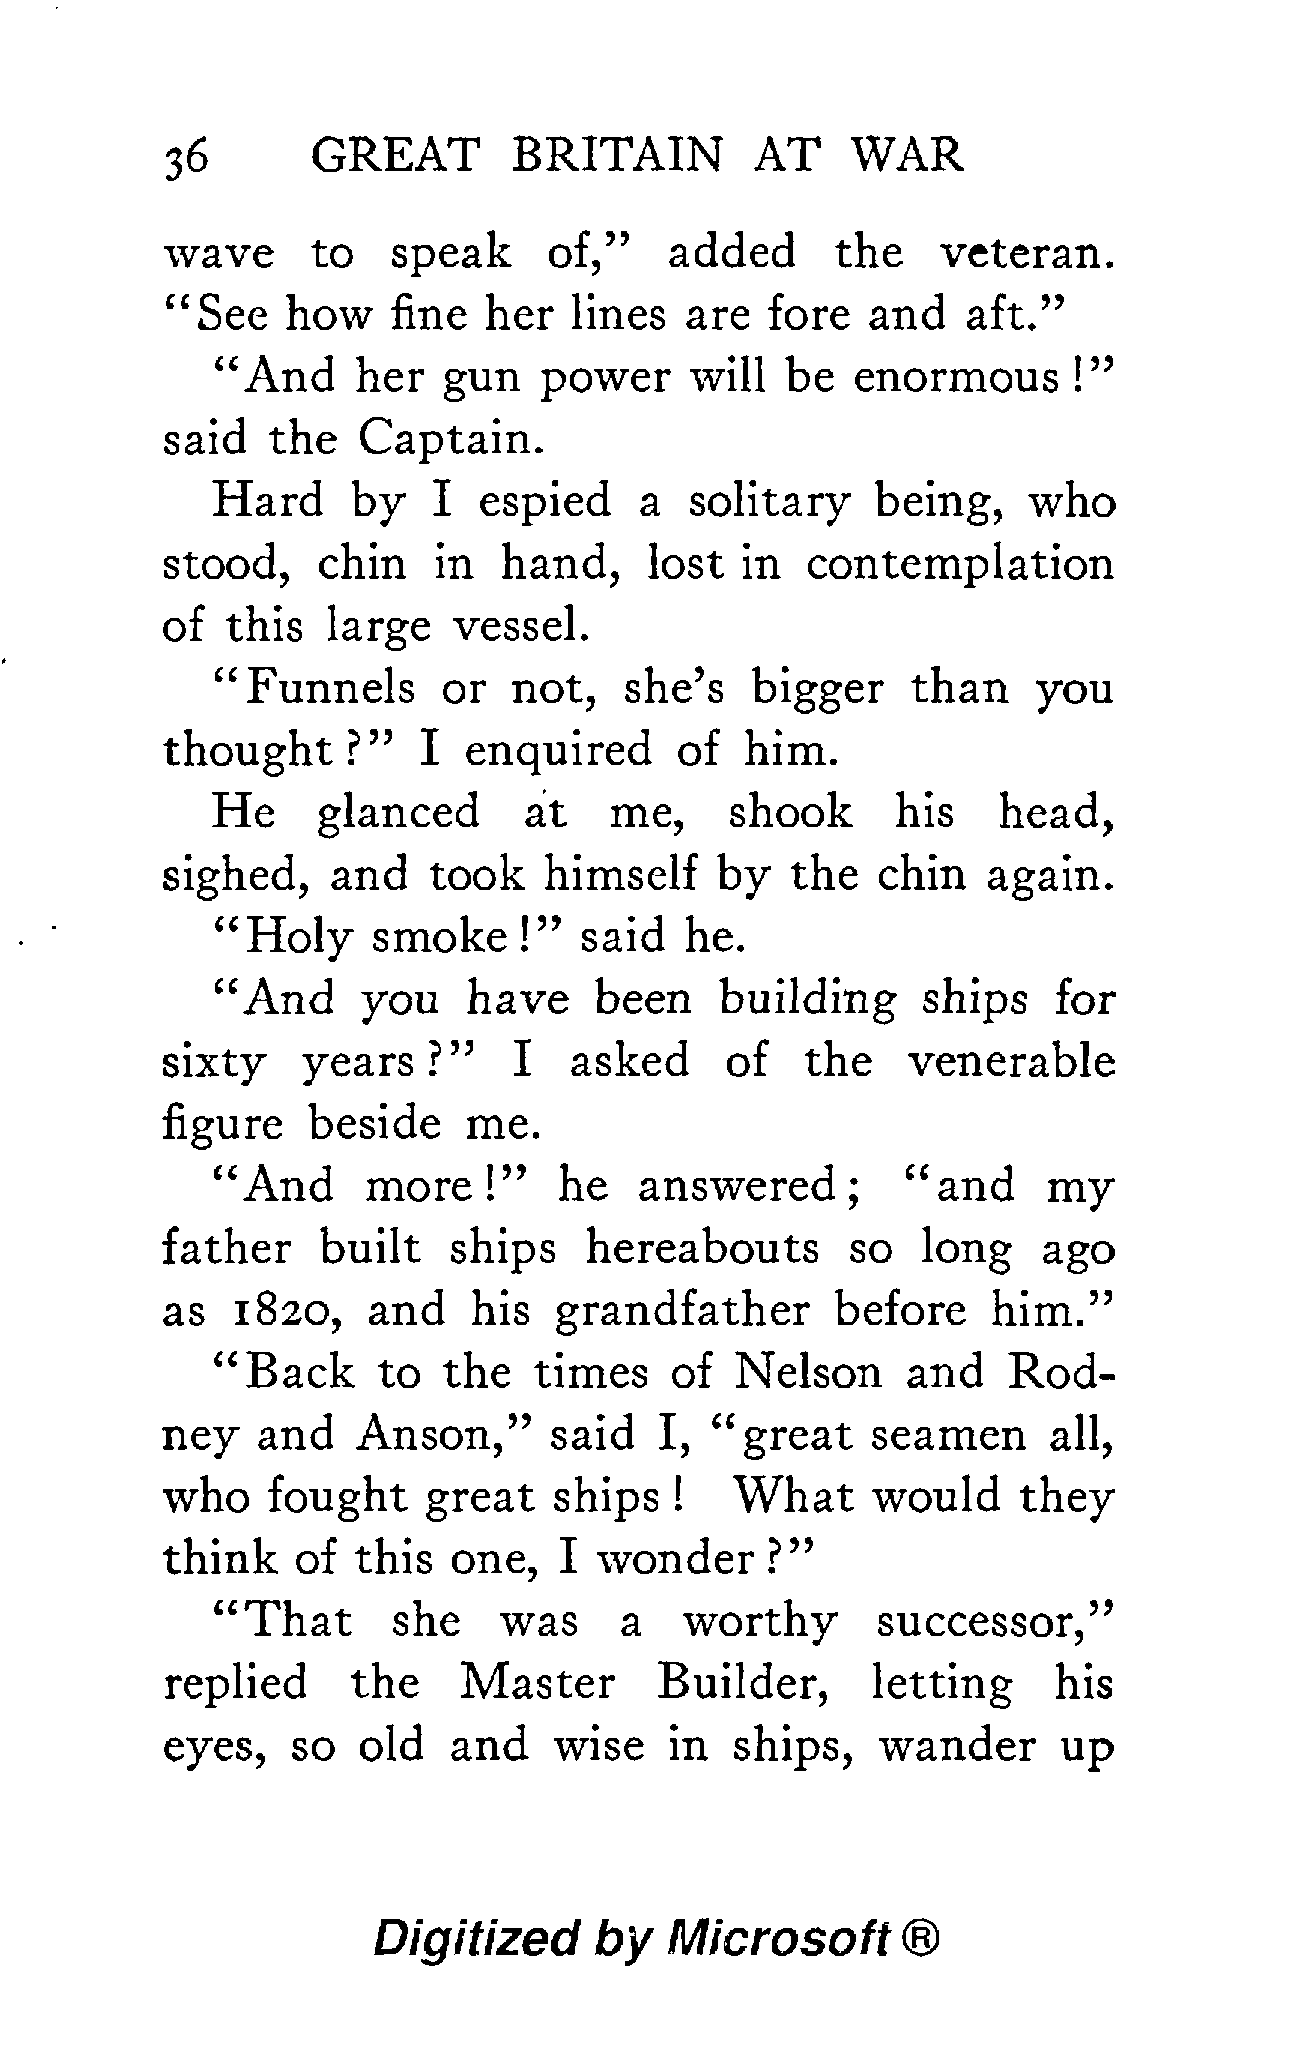 36 GREAT BRITAIN AT WAR
wave to speak of,” added the veteran.
“See how fine her lines are fore and aft.”
“And her gun power will be enormous!”
said the Captain.
Hard by I espied a solitary being, who
stood, chin in hand, lost in contemplation
of this large vessel.
“Funnels or not, she’s bigger than you
thought?” I enquired of him.
He glanced at me, shook his head,
sighed, and took himself by the chin again.
“Holy smoke!” said he.
“And you have been building ships for
sixty years?” I asked of the venerable
figure beside me.
“And more!” he answered; “and my
father built ships hereabouts so long ago
as 1820, and his grandfather before him.”
“Back to the times of Nelson and Rod-
ney and Anson,” said I, “great seamen all,
who fought great ships! What would they
think of this one, I wonder?”
“That she was a worthy successor,”
replied the Master Builder, letting his
eyes, so old and wise in ships, wander up
Digitized by Microsoft ®